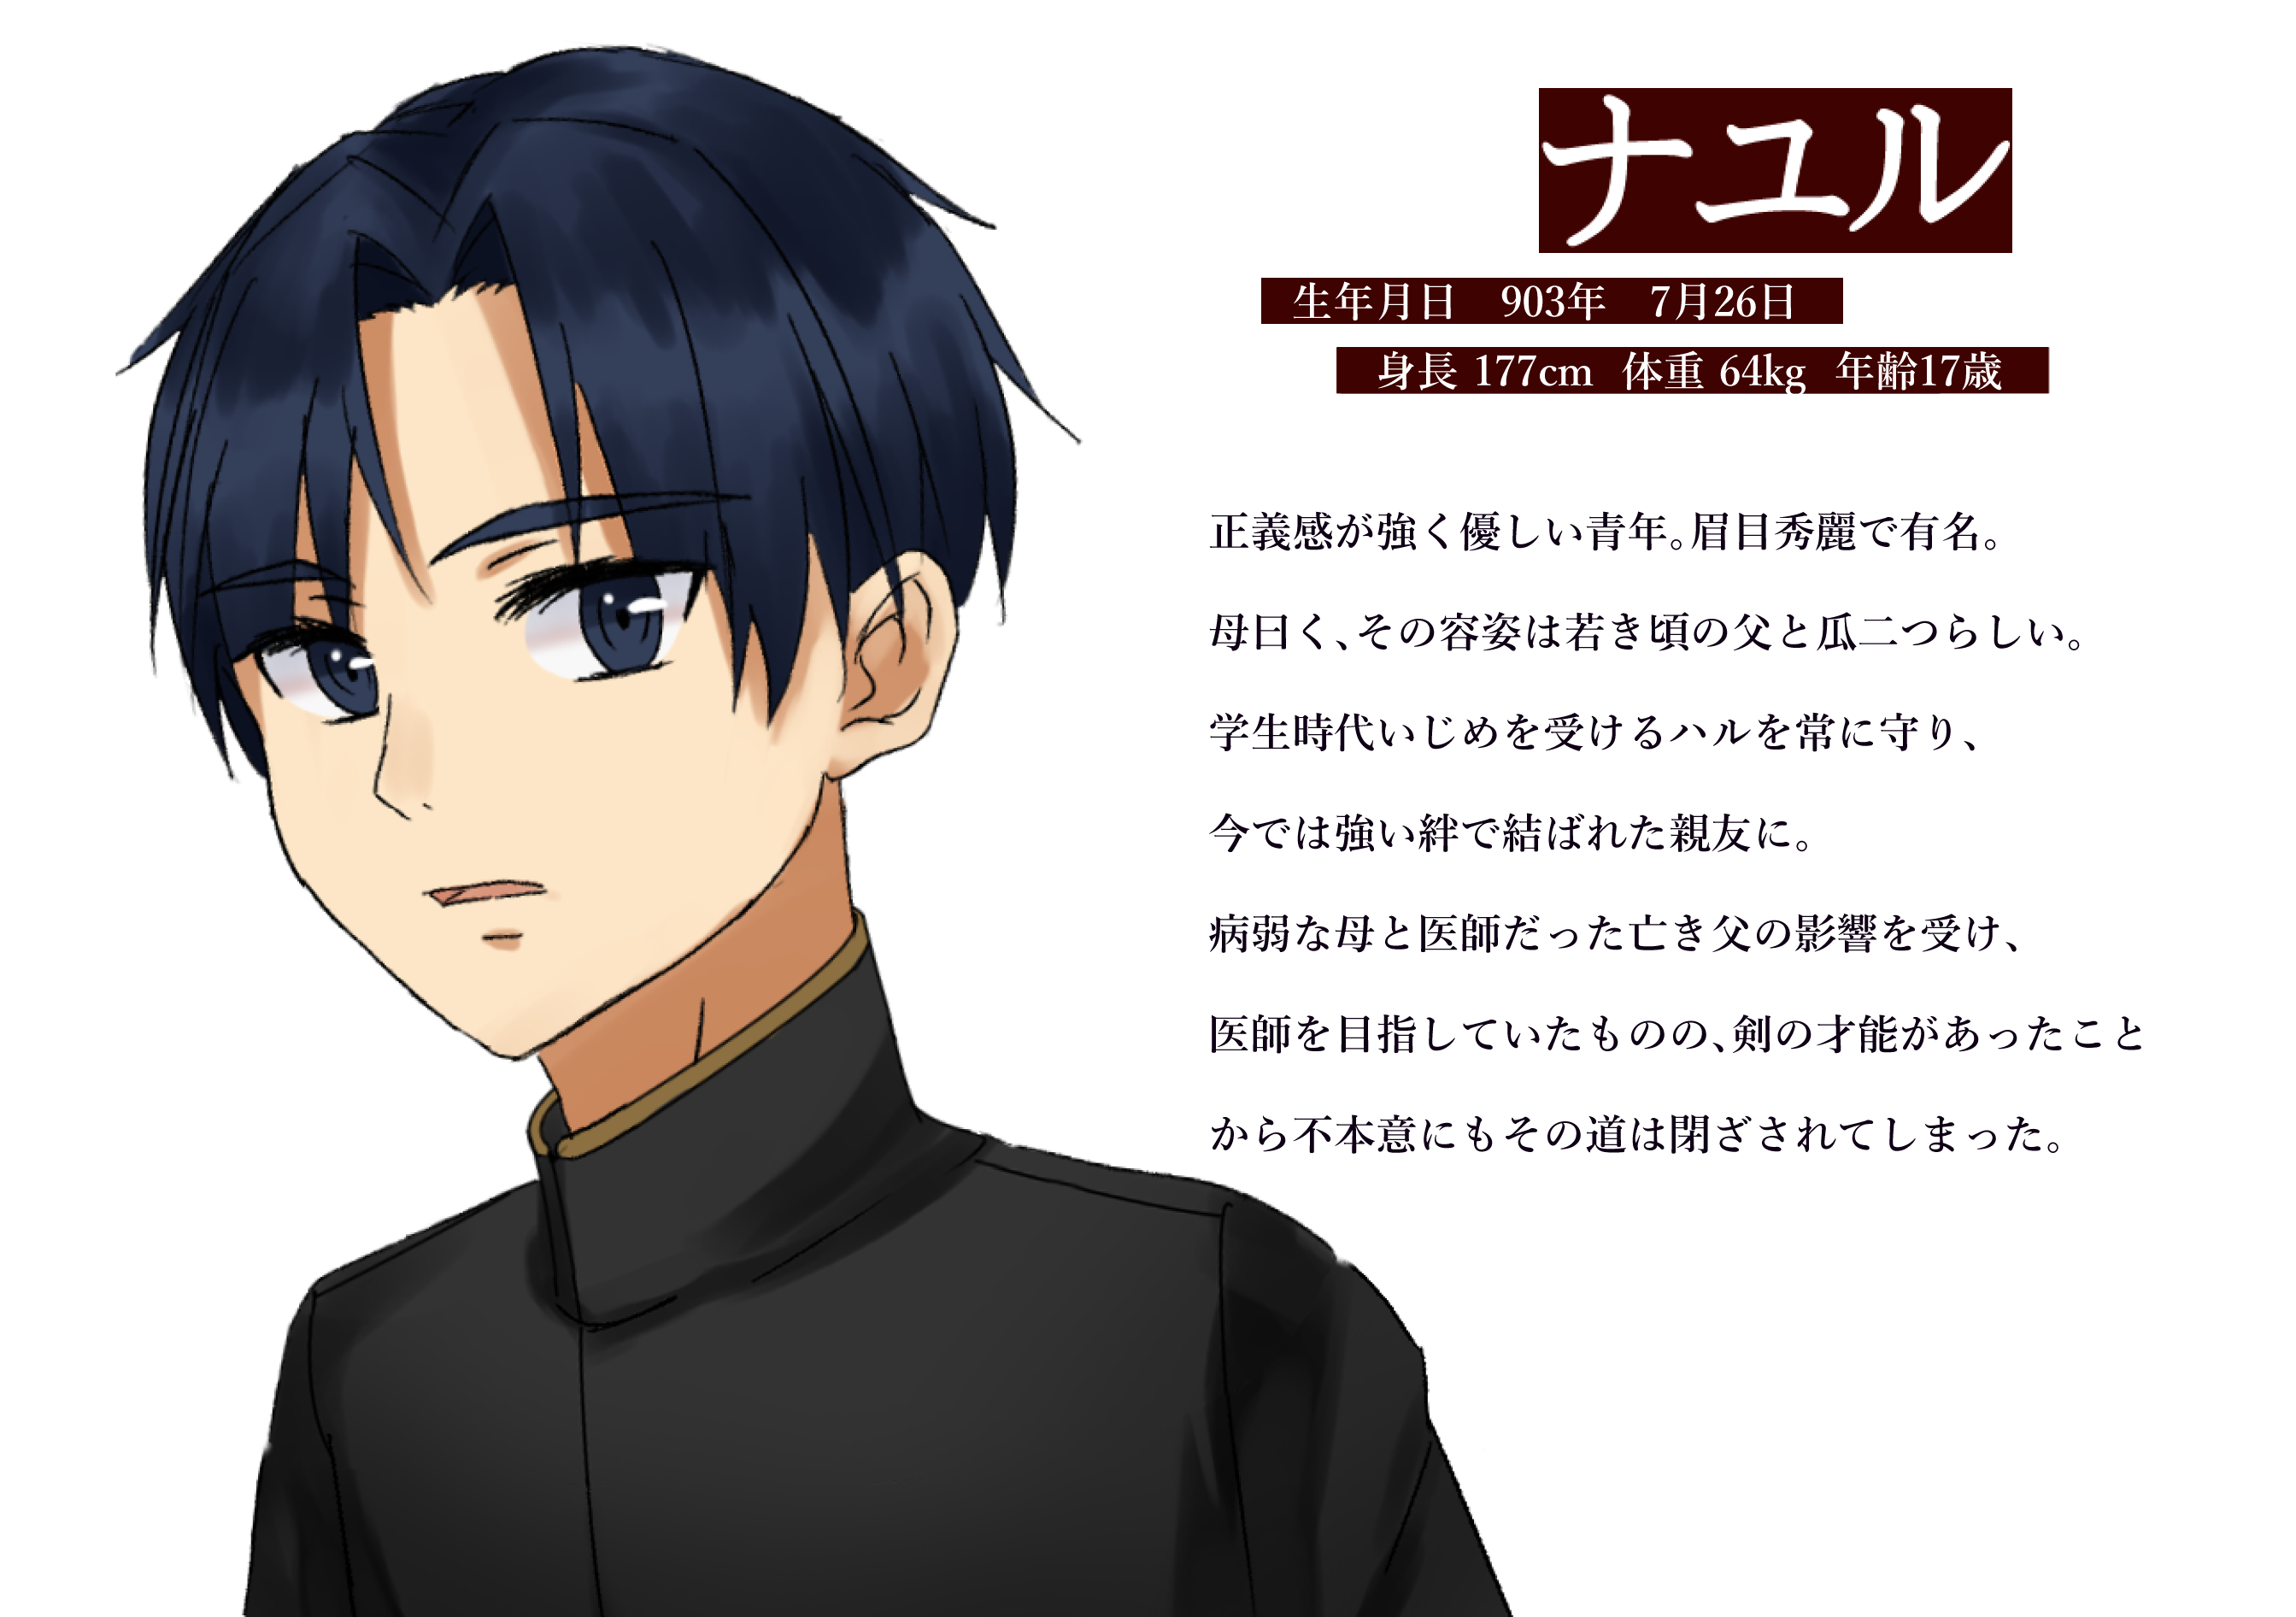 ナユル
生年月日　903年　7月26日
身長 177cm 体重 64kg 年齢17歳
正義感が強く優しい青年。眉目秀麗で有名。
母曰く、その容姿は若き頃の父と瓜二つらしい。
学生時代いじめを受けるハルを常に守り、
今では強い絆で結ばれた親友に。
病弱な母と医師だった亡き父の影響を受け、
医師を目指していたものの、剣の才能があったこと
から不本意にもその道は閉ざされてしまった。